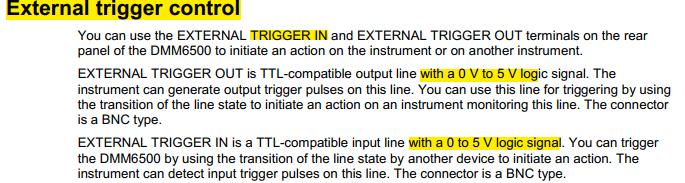 External trigger control
You can use the EXTERNAL TRIGGER IN and EXTERNAL TRIGGER OUT terminals on the rear
panel of the DMM6500 to initiate an action on the instrument or on another instrument.
EXTERNAL TRIGGER OUT is TTL-compatible output line with a 0 V to 5 V logic signal. The
instrument can generate output trigger pulses on this line. You can use this line for triggering by using
the transition of the line state to initiate an action on an instrument monitoring this line. The connector
is a BNC type.
EXTERNAL TRIGGER IN is a TTL-compatible input line with a 0 to 5 V logic signal. You can trigger
the DMM6500 by using the transition of the line state by another device to initiate an action. The
instrument can detect input trigger pulses on this line. The connector is a BNC type.